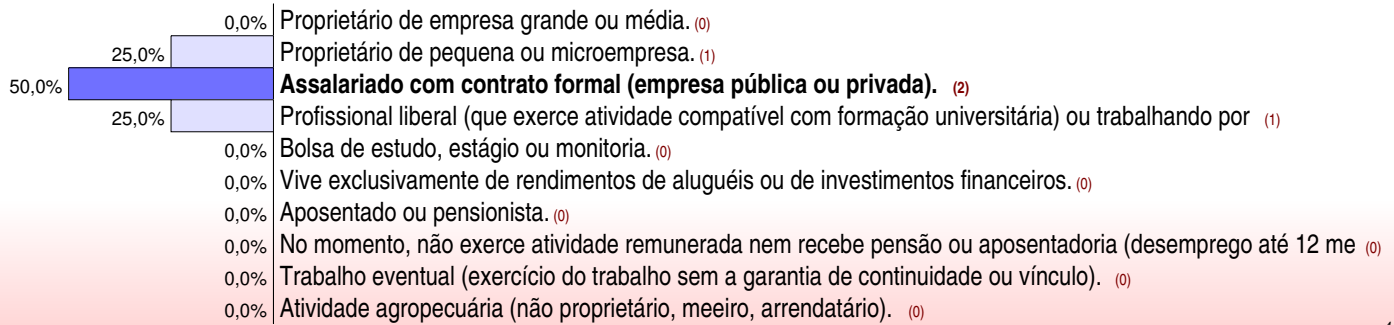 0,0% Proprietário de empresa grande ou média. (0)
25,0% Proprietário de pequena ou microempresa. (1)
50,0% Assalariado com contrato formal (empresa pública ou privada). (2)
25,0% Profissional liberal (que exerce atividade compatível com formação universitária) ou trabalhando por (1)
0,0% Bolsa de estudo, estágio ou monitoria. (0)
0,0% Vive exclusivamente de rendimentos de aluguéis ou de investimentos financeiros. (0)
0,0% Aposentado ou pensionista. (0)
0,0% No momento, não exerce atividade remunerada nem recebe pensão ou aposentadoria (desemprego até 12 me (0)
0,0% Trabalho eventual (exercício do trabalho sem a garantia de continuidade ou vínculo). (0)
0,0% Atividade agropecuária (não proprietário, meeiro, arrendatário). (0)